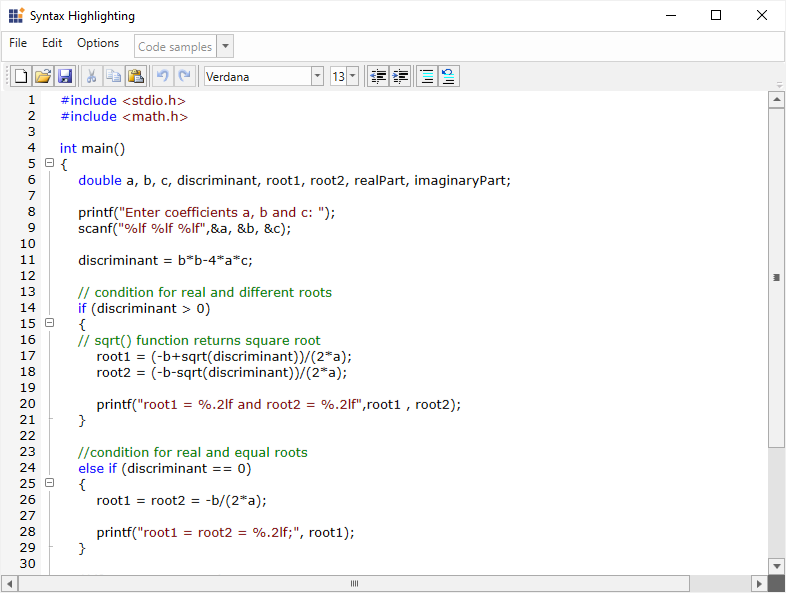 Syntax Highlighting
File Edit Options Code samples
Verdana 13
1 #include <stdio.h>
2 #include <math.h>
3
4 int main()
5 {
6 double a, b, c, discriminant, root1, root2, realPart, imaginaryPart;
7
8 printf("Enter coefficients a, b and c: ");
9 scanf("%lf %lf %lf",&a, &b, &c);
10
11 discriminant = b*b-4*a*c;
12
13 // condition for real and different roots
14 if (discriminant > 0)
15 {
16 // sqrt() function returns square root
17 root1 = (-b+sqrt(discriminant))/(2*a);
18 root2 = (-b-sqrt(discriminant))/(2*a);
19
20 printf("root1 = %.2lf and root2 = %.2lf",root1 , root2);
21 }
22
23 //condition for real and equal roots
24 else if (discriminant == 0)
25 {
26 root1 = root2 = -b/(2*a);
27
28 printf("root1 = root2 = %.2lf;", root1);
29 }
30